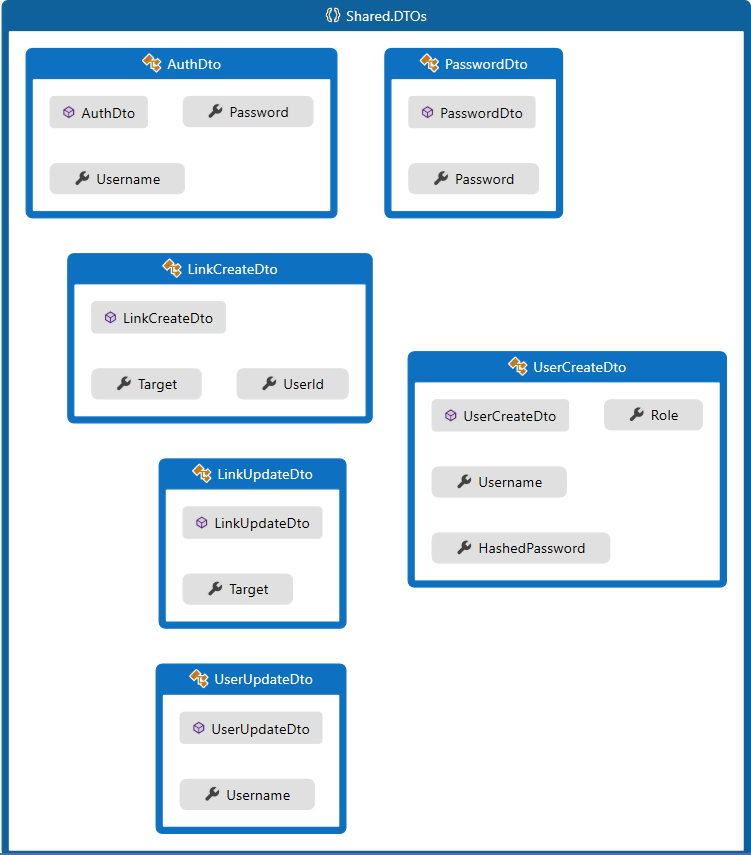 Shared.DTOs
AuthDto
AuthDto
Password
Username
PasswordDto
PasswordDto
Password
LinkCreateDto
LinkCreateDto
Target
UserId
UserCreateDto
UserCreateDto
Role
Username
HashedPassword
LinkUpdateDto
LinkUpdateDto
Target
UserUpdateDto
UserUpdateDto
Username